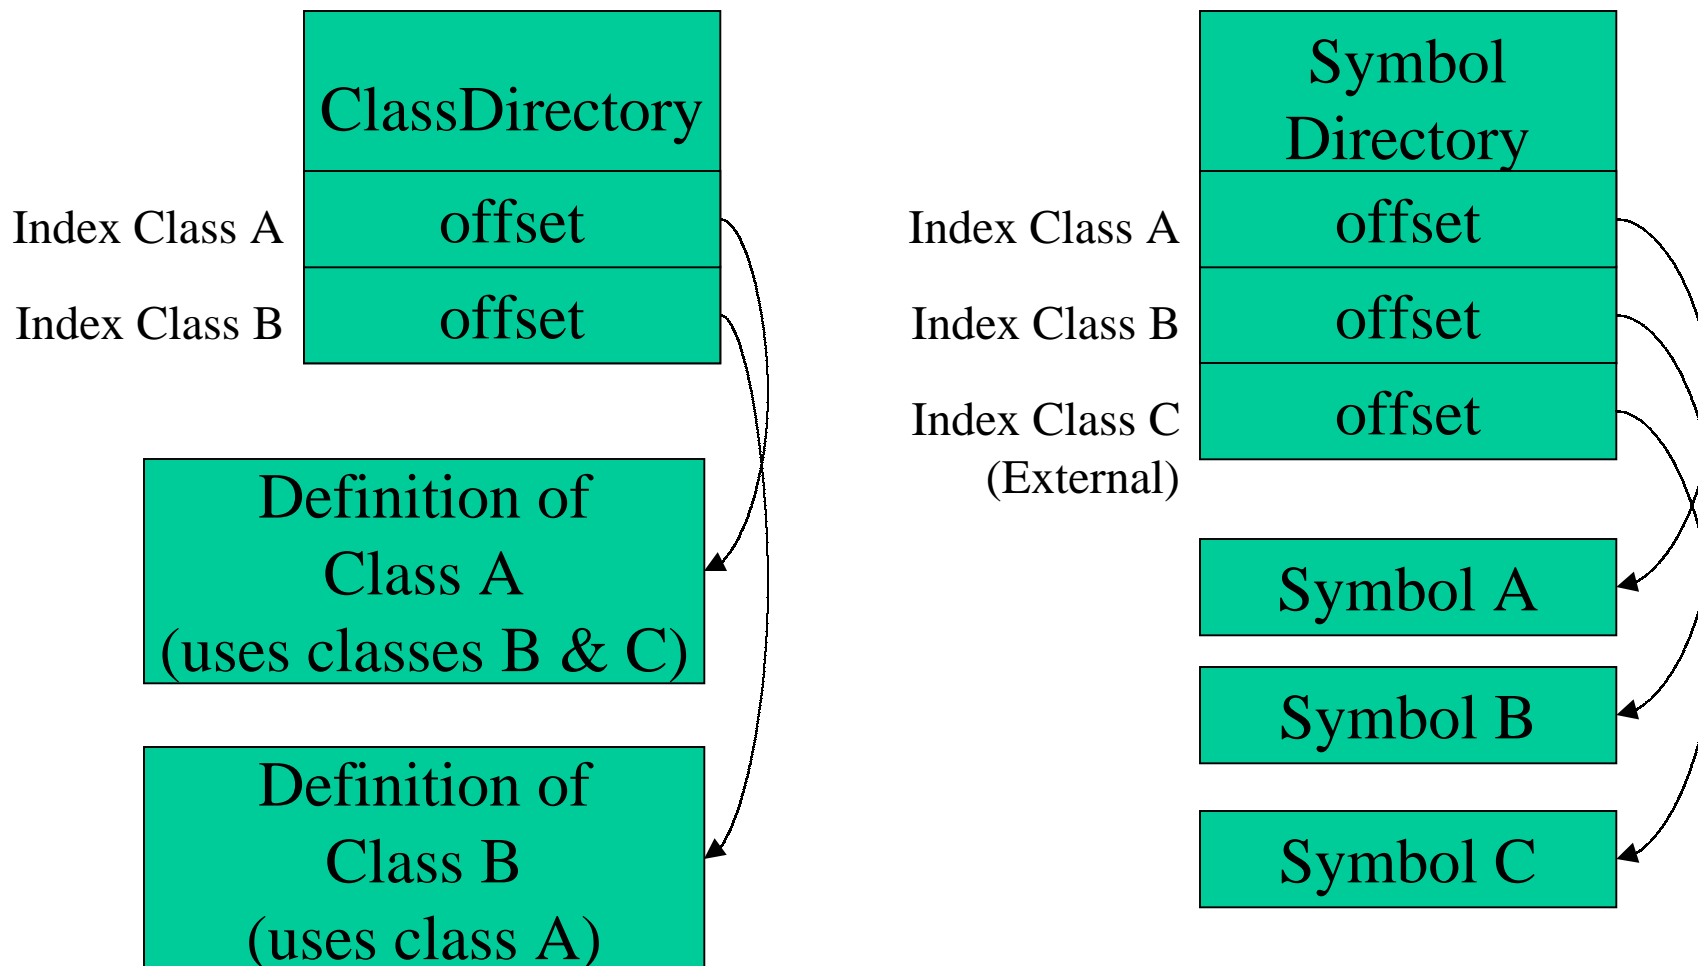 ClassDirectory
Index Class A
offset
Index Class B
offset
Definition of
Class A
(uses classes B & C)
Definition of
Class B
(uses class A)
Symbol
Directory
Index Class A
offset
Index Class B
offset
Index Class C
(External)
offset
Symbol A
Symbol B
Symbol C